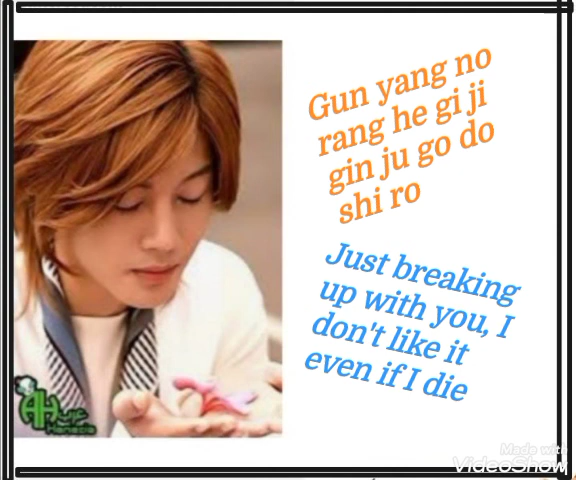 Gun yang no
rang he gi ji
gin ju go do
shi ro
Just breaking
up with you, I
don't like it
even if I die
Made with
VideoShow